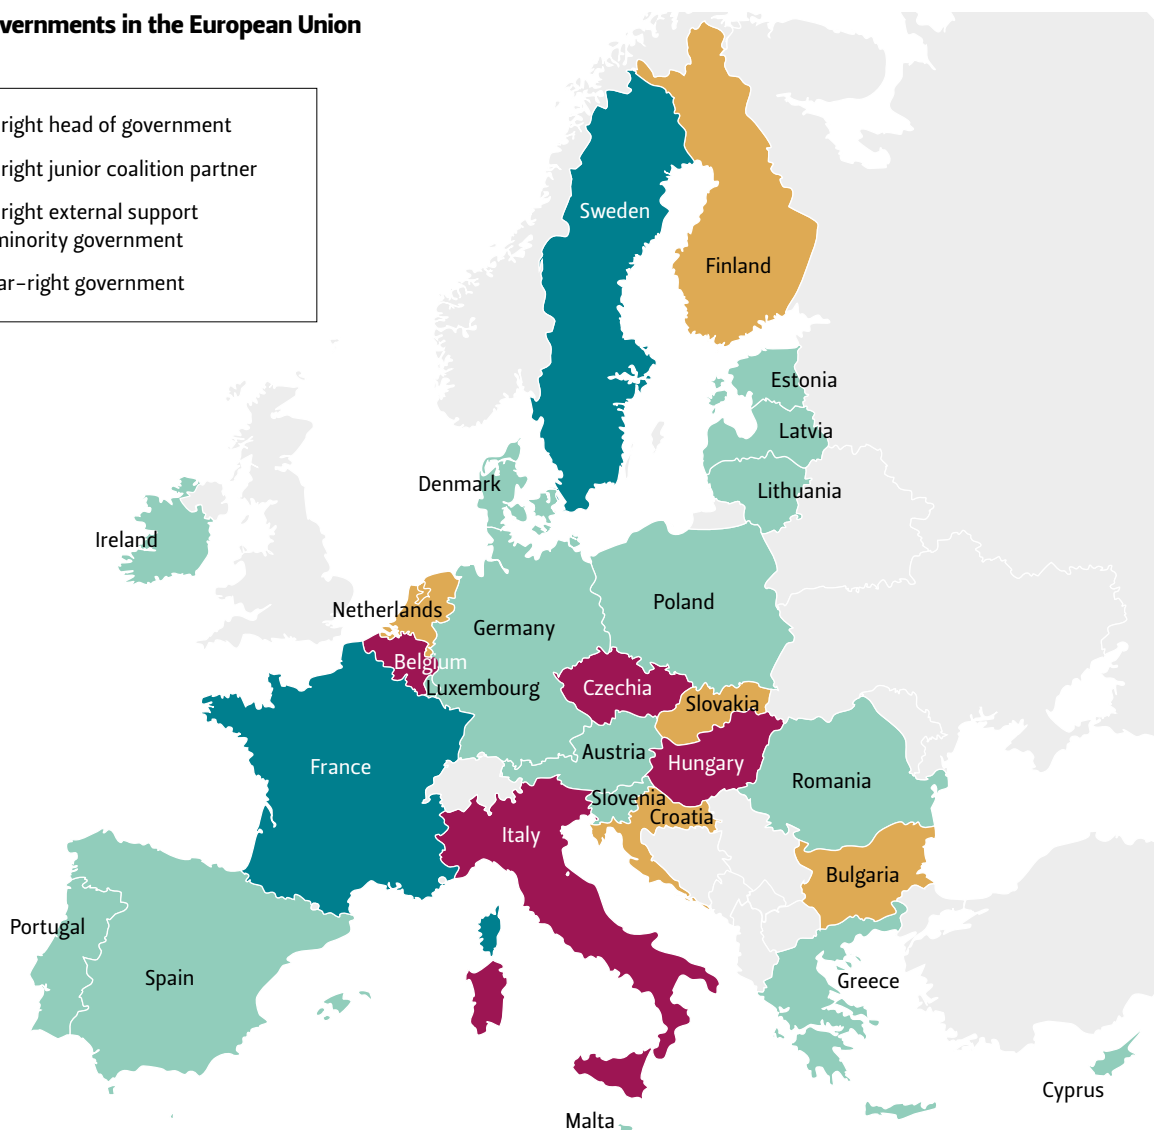 vernments in the European Union
right head of government
right junior coalition partner
right external support
minority government
ar–right government
Sweden
Finland
Estonia
Latvia
Denmark
Lithuania
Ireland
Netherlands
Poland
Germany
Belgium
Luxembourg
Czechia
Slovakia
Austria
Hungary
France
Romania
Slovenia
Croatia
Italy
Bulgaria
Portugal
Spain
Greece
Cyprus
Malta